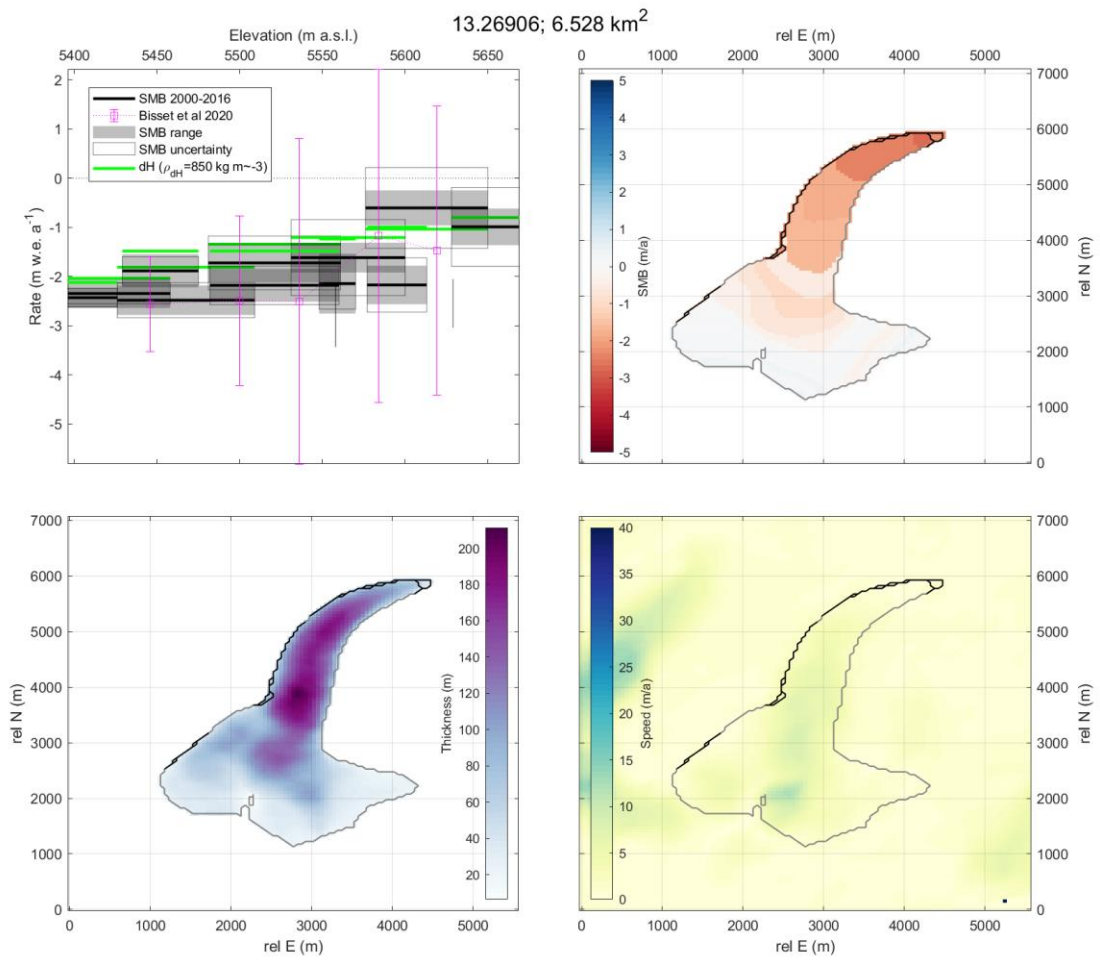 13.26906; 6.528 km2
Elevation (m a.s.l.)
5400 5450 5500 5550 5600 5650
2
1
0
-1
-2
-3
-4
-5
Rate (m w.e. a-1)
SMB 2000-2016
Bisset et al 2020
SMB range
SMB uncertainty
dH (ρdH=850 kg m~-3)
rel E (m)
0 1000 2000 3000 4000 5000
5
4
3
2
1
0
-1
-2
-3
-4
-5
SMB (m/a)
7000
6000
5000
4000
3000
2000
1000
0
rel N (m)
7000
6000
5000
4000
3000
2000
1000
0
rel N (m)
200
180
160
140
120
100
80
60
40
20
Thickness (m)
0 1000 2000 3000 4000 5000
rel E (m)
40
35
30
25
20
15
10
5
0
Speed (m/a)
7000
6000
5000
4000
3000
2000
1000
0
rel N (m)
0 1000 2000 3000 4000 5000
rel E (m)